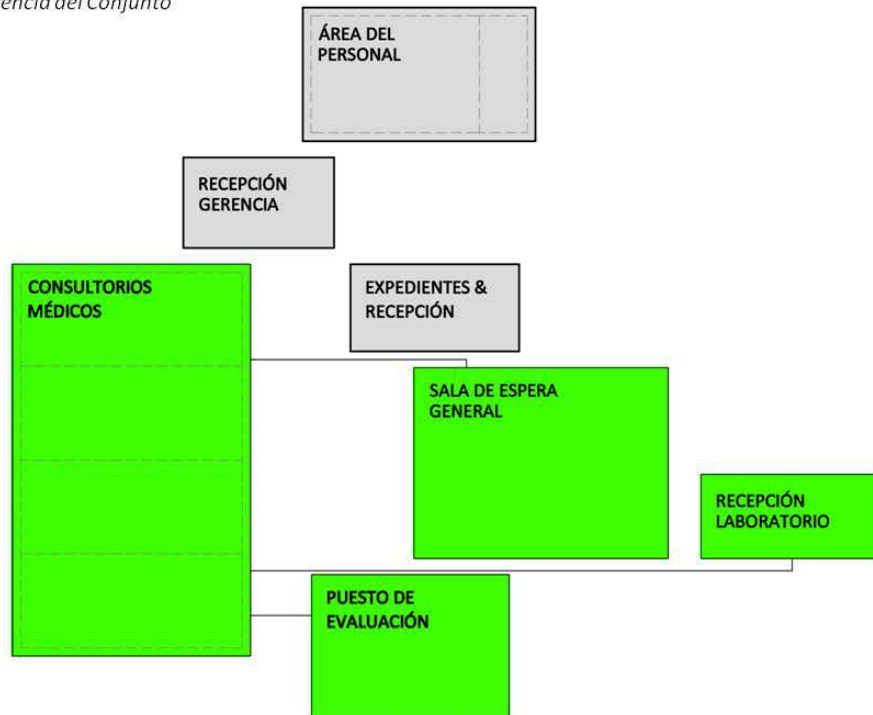 del Conjunto
ÁREA DEL
PERSONAL
RECEPCIÓN
GERENCIA
CONSULTORIOS
MÉDICOS
EXPEDIENTES &
RECEPCIÓN
SALA DE ESPERA
GENERAL
RECEPCIÓN
LABORATORIO
PUESTO DE
EVALUACIÓN